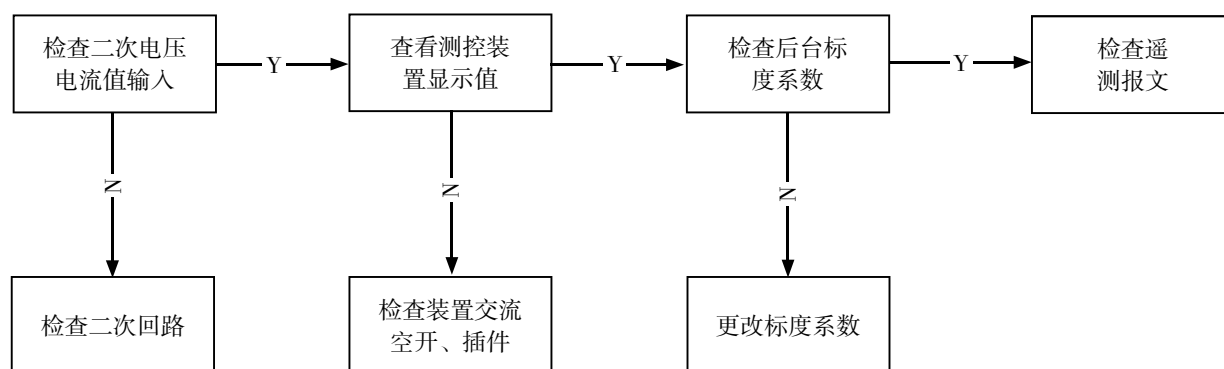 检查二次电压
电流值输入
Y
查看测控装
置显示值
Y
检查后台标
度系数
Y
检查遥
测报文
N
N
N
检查二次回路
检查装置交流
空开、插件
更改标度系数